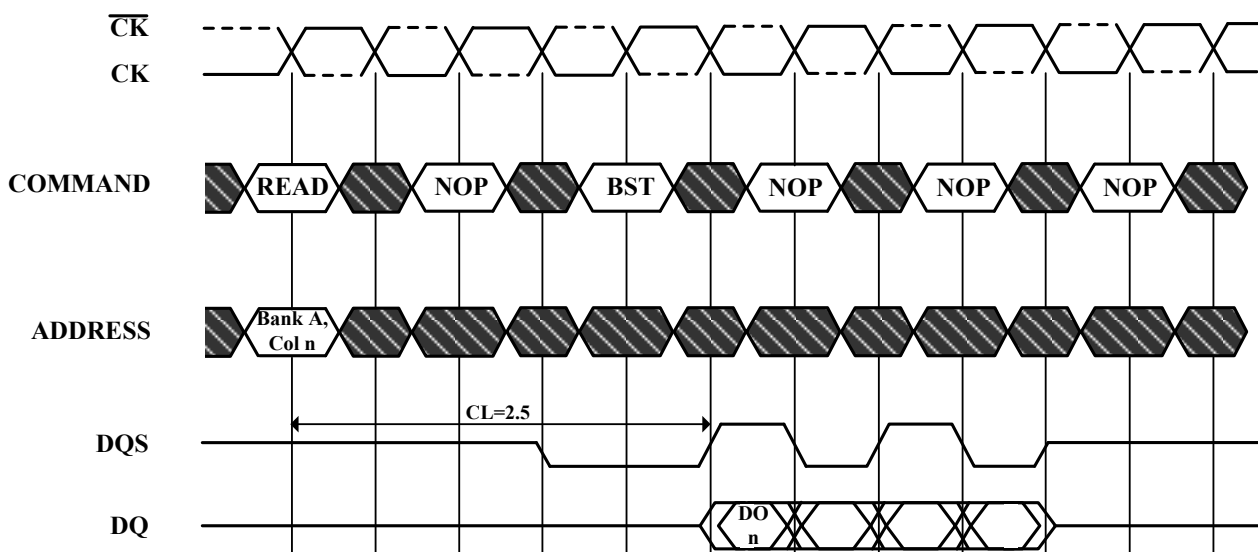 CK
CK
COMMAND READ NOP BST NOP NOP NOP
ADDRESS Bank A,
Col n
CL=2.5
DQS
DQ DO
n